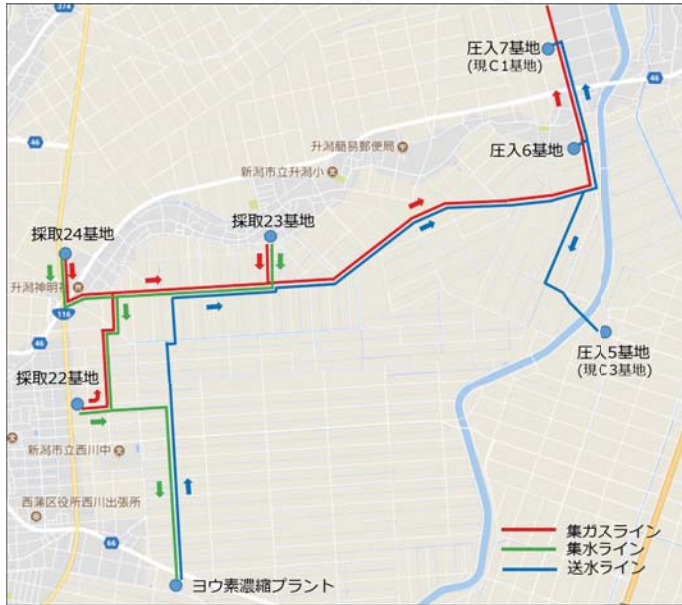 圧入7基地
(現C1基地)
46
46
升潟簡易郵便局
圧入6基地
新潟市立升潟小
採取23基地
採取24基地
升潟神明社
116
46
圧入5基地
(現C3基地)
採取22基地
新潟市立西川中
西蒲区役所西川出張所
66
集ガスライン
集水ライン
送水ライン
ヨウ素濃縮プラント